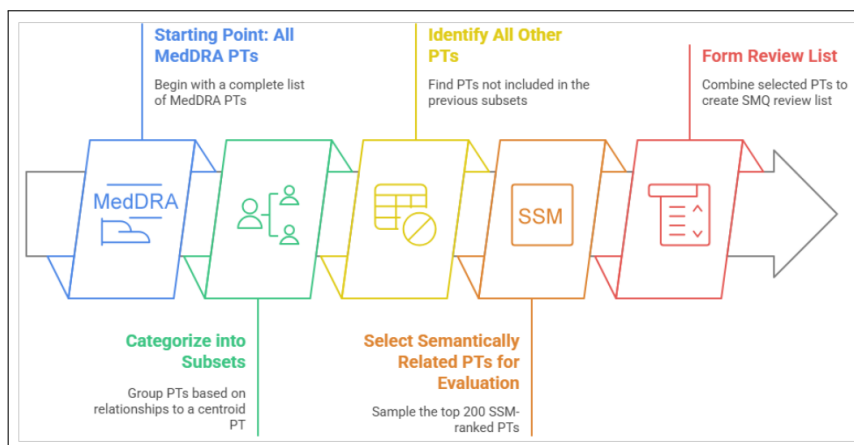 Starting Point: All
MedDRA PTs
Begin with a complete list
of MedDRA PTs
Identify All Other
PTs
Find PTs not included in the
previous subsets
Form Review List
Combine selected PTs to
create SMQ review list
MedDRA
SSM
Categorize into
Subsets
Group PTs based on
relationships to a centroid
PT
Select Semantically
Related PTs for
Evaluation
Sample the top 200 SSM-
ranked PTs